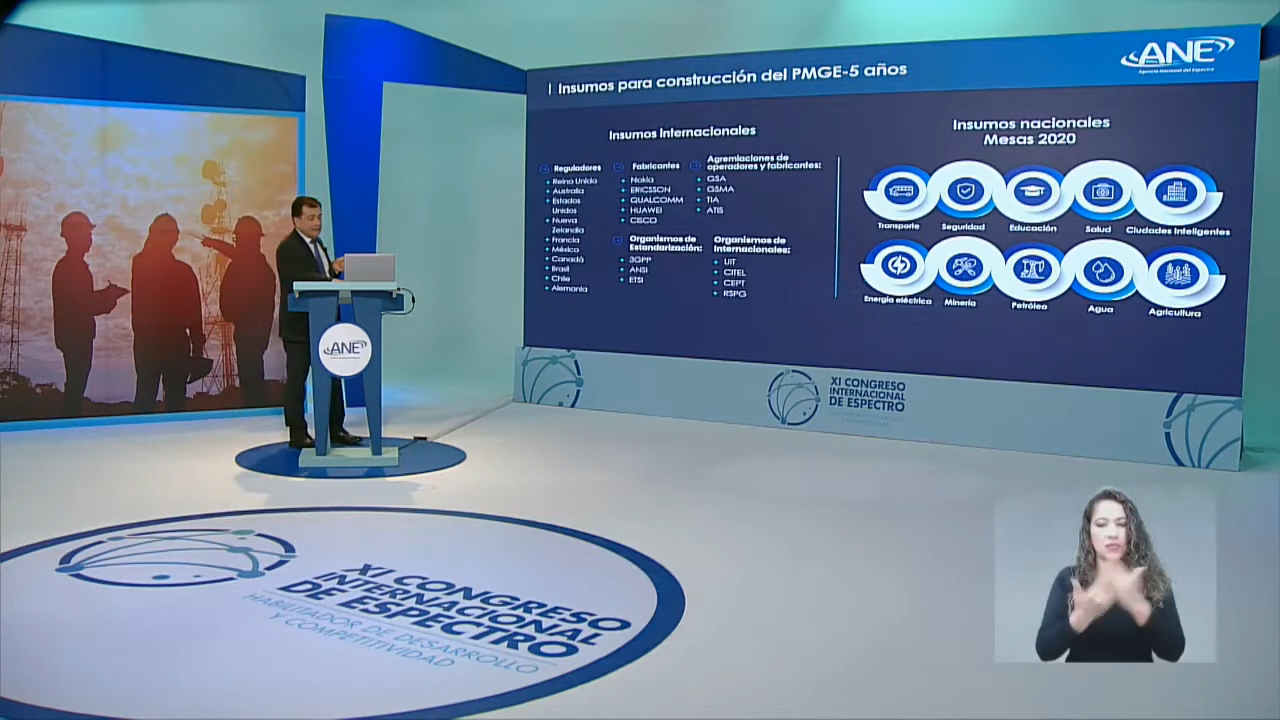 ANE
Agencia Nacional del Espectro
Insumos para construcción del PMGE-5 años
Insumos Internacionales
Reguladores
Reino Unido
Australia
Estados
Unidos
Nueva
Zelandia
Francia
México
Canadá
Brasil
Chile
Alemania
Fabricantes
Nokia
ERICSSON
QUALCOMM
HUAWEI
CISCO
Agremiaciones de
operadores y fabricantes:
GSA
GSMA
TIA
ATIS
Organismos de
Estandarización:
3GPP
ANSI
ETSI
Organismos de
Internacionales:
UIT
CITEL
CEPT
RSPG
Insumos nacionales
Mesas 2020
Transporte
Seguridad
Educación
Salud
Ciudades Inteligentes
Energía eléctrica
Minería
Petróleo
Agua
Agricultura
ANE
XI CONGRESO
INTERNACIONAL
DE ESPECTRO
XI CONGRESO
INTERNACIONAL
DE ESPECTRO
HABILITADOR DE DESARROLLO
Y COMPETITIVIDAD